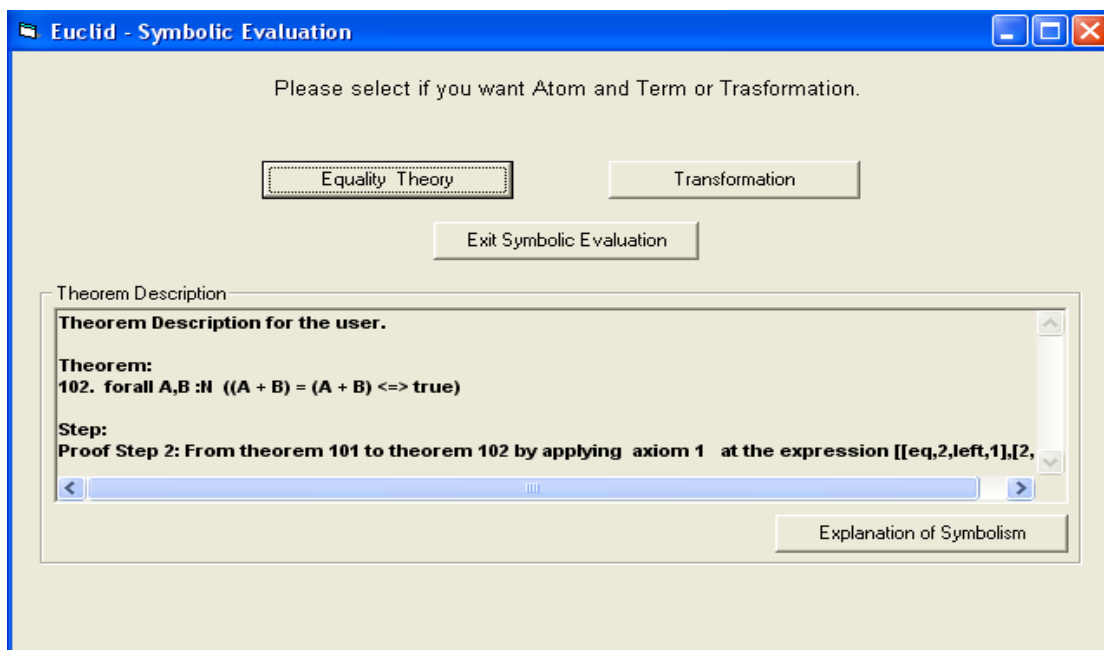 Euclid - Symbolic Evaluation
Please select if you want Atom and Term or Trasformation.
Equality Theory
Transformation
Exit Symbolic Evaluation
Theorem Description
Theorem Description for the user.
Theorem:
102. forall A,B :N ((A + B) = (A + B) <=> true)
Step:
Proof Step 2: From theorem 101 to theorem 102 by applying axiom 1 at the expression [[eq,2,left,1],[2,
Explanation of Symbolism